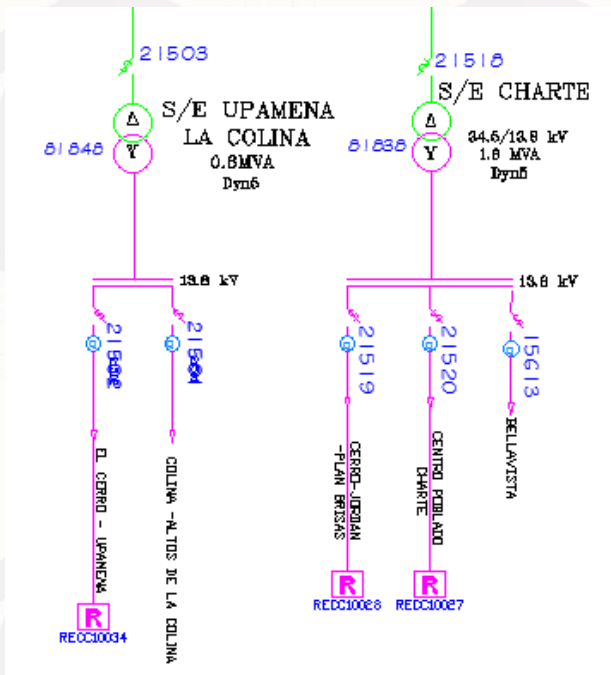 21503
S/E UPAMENA
LA COLINA
Δ
81848
Y
Dyn5
13.8 kV
EL CERRO - UPAMENA
COLINA -ALTOS DE LA COLINA
R
RECC10034
21518
S/E CHARTE
Δ
81838
Y
34.5/13.8 kV
1.8 MVA
Dyn5
13.8 kV
21519
21520
15613
CERRO-JORDAN
-PLAN BRISAS
CENTRO POBLADO
CHARTE
BELLAVISTA
R
RECC10028
R
RECC10027